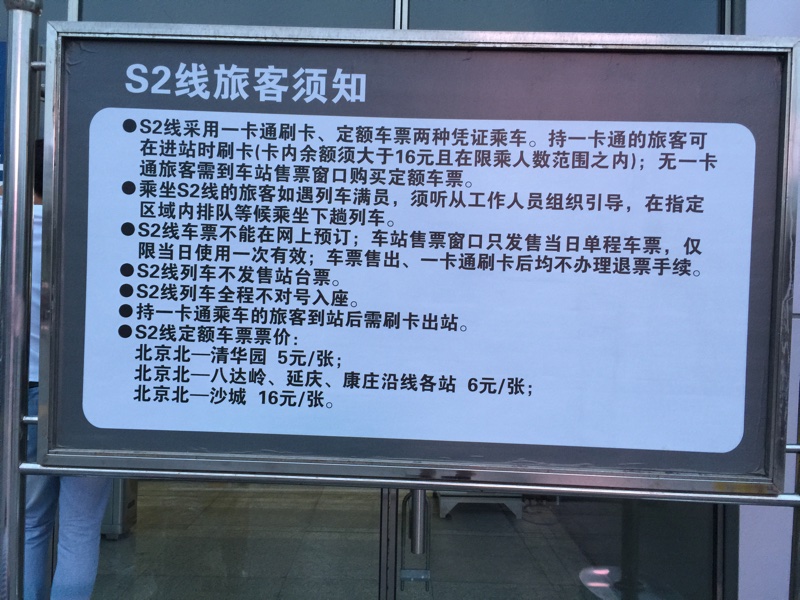 S2线旅客须知
●S2线采用一卡通刷卡、定额车票两种凭证乘车。持一卡通的旅客可
在进站时刷卡(卡内余额须大于16元且在限乘人数范围之内)；无一卡
通旅客需到车站售票窗口购买定额车票。
●乘坐S2线的旅客如遇列车满员，须听从工作人员组织引导，在指定
区域内排队等候乘坐下趟列车。
●S2线车票不能在网上预订；车站售票窗口只发售当日单程车票，仅
限当日使用一次有效；车票售出、一卡通刷卡后均不办理退票手续。
●S2线列车不发售站台票。
●S2线列车全程不对号入座。
●持一卡通乘车的旅客到站后需刷卡出站。
●S2线定额车票票价：
北京北—清华园 5元/张；
北京北—八达岭、延庆、康庄沿线各站 6元/张；
北京北—沙城 16元/张。